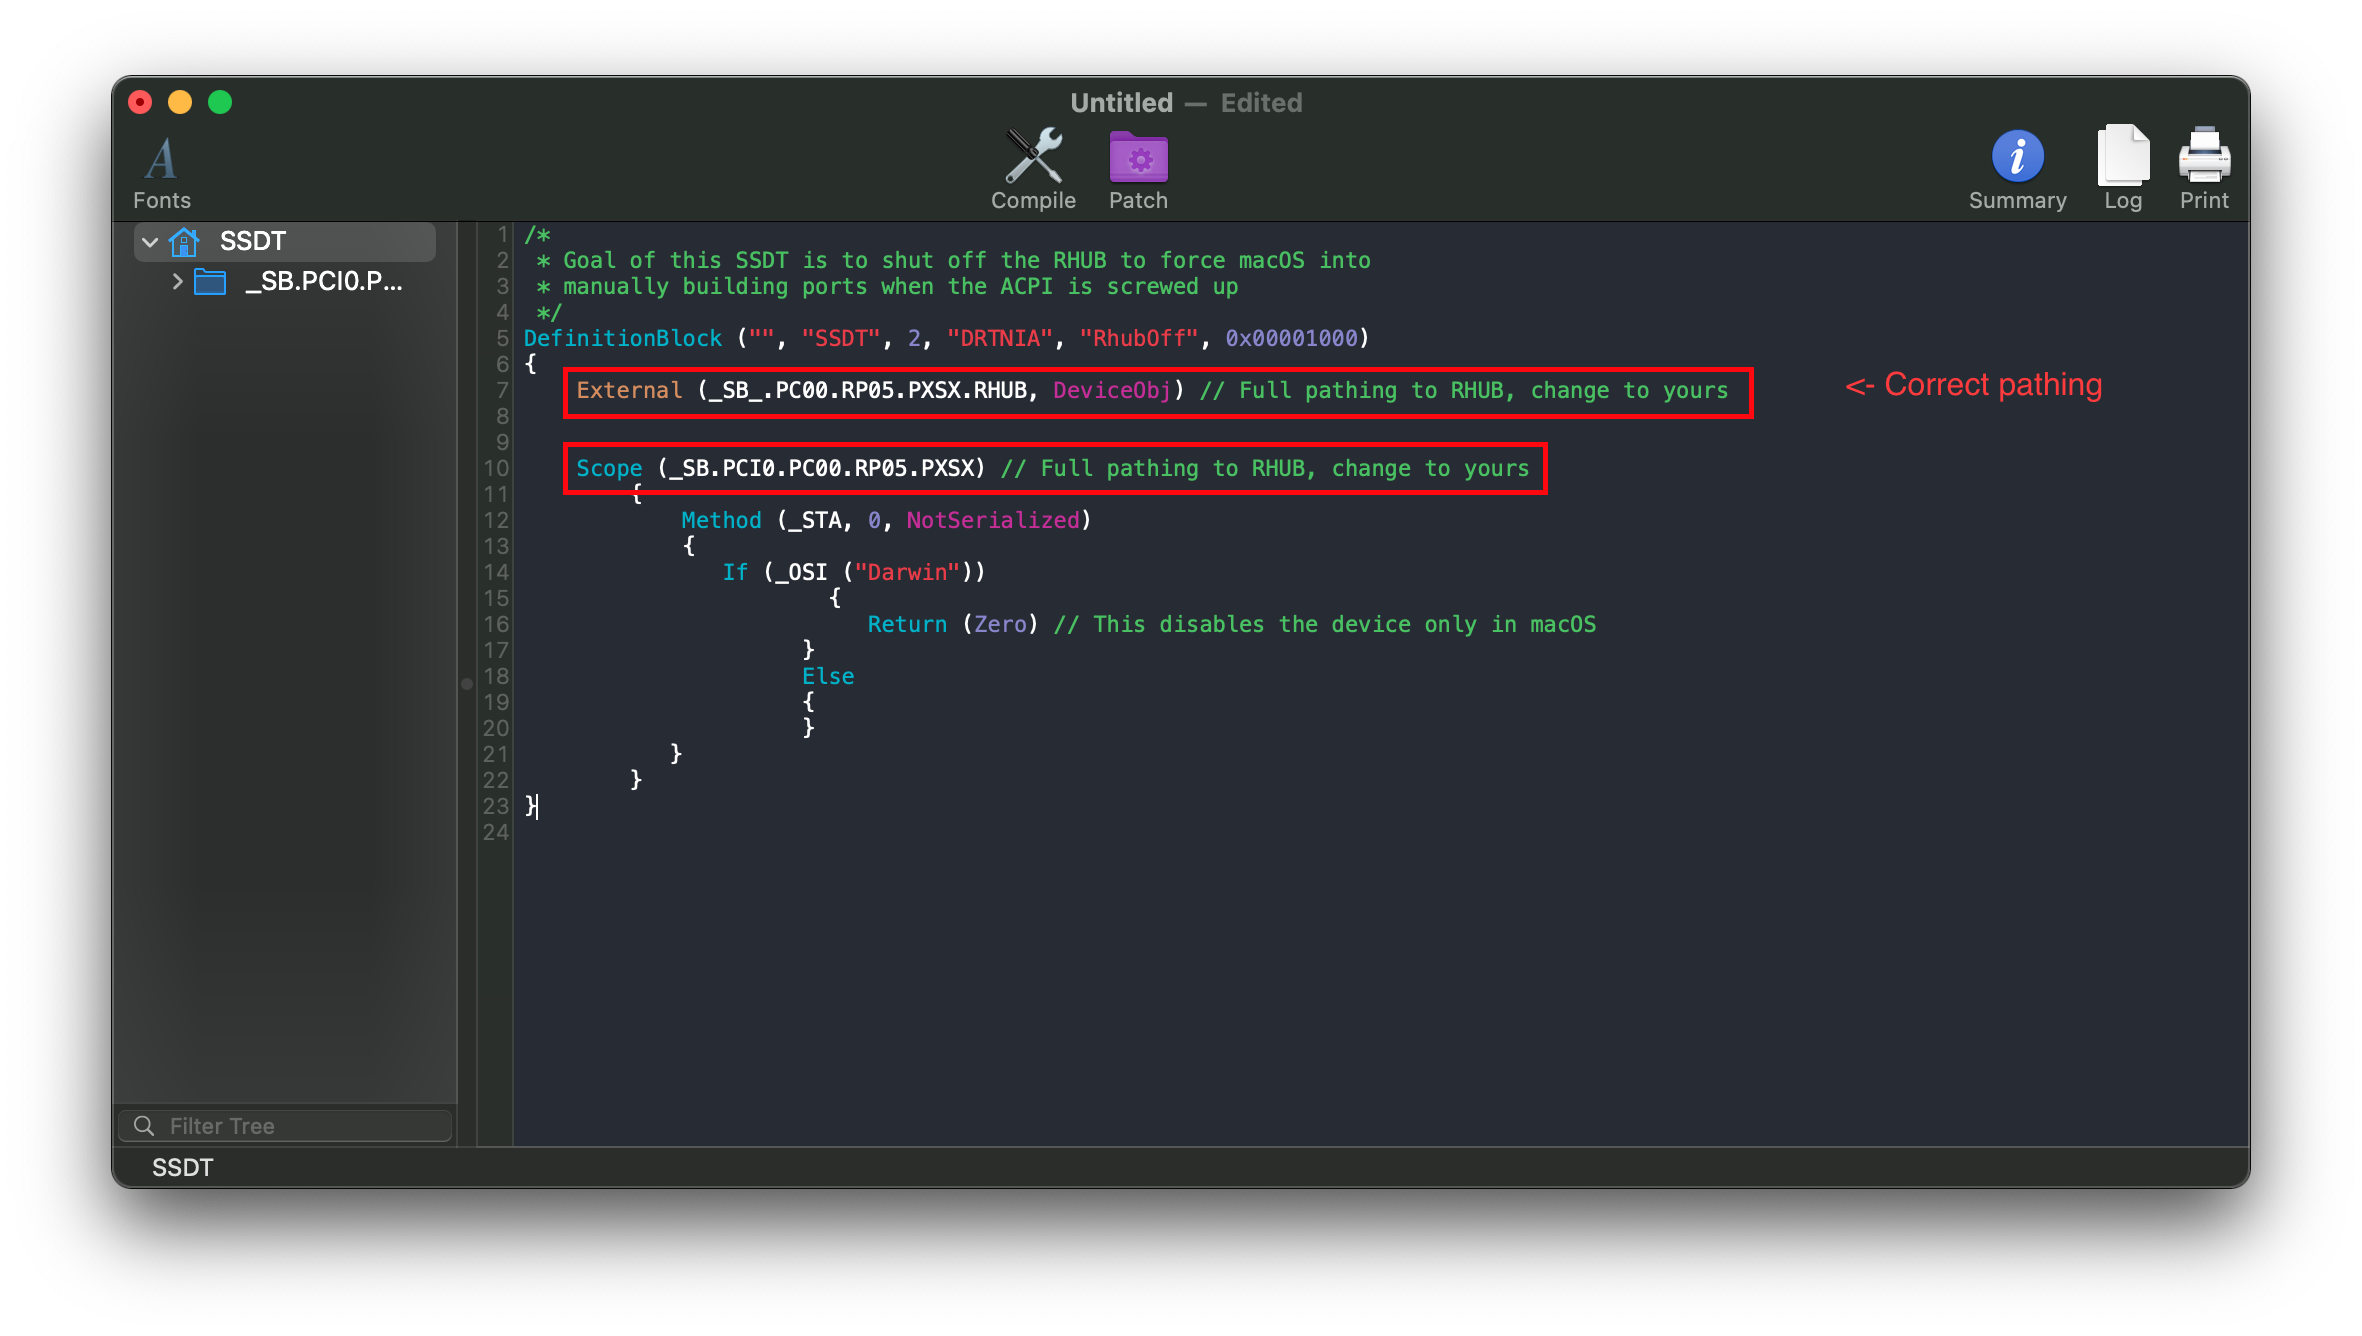 Untitled — Edited
Fonts
Compile
Patch
Summary
Log
Print
SSDT
_SB.PCI0.P...
1 /*
2  * Goal of this SSDT is to shut off the RHUB to force macOS into
3  * manually building ports when the ACPI is screwed up
4  */
5 DefinitionBlock ("", "SSDT", 2, "DRTNIA", "RhubOff", 0x00001000)
6 {
7     External (_SB_.PC00.RP05.PXSX.RHUB, DeviceObj) // Full pathing to RHUB, change to yours
<- Correct pathing
8
9
10     Scope (_SB.PCI0.PC00.RP05.PXSX) // Full pathing to RHUB, change to yours
11         {
12             Method (_STA, 0, NotSerialized)
13             {
14                If (_OSI ("Darwin"))
15                        {
16                           Return (Zero) // This disables the device only in macOS
17                      }
18                      Else
19                      {
20                      }
21            }
22         }
23 }
24
Filter Tree
SSDT